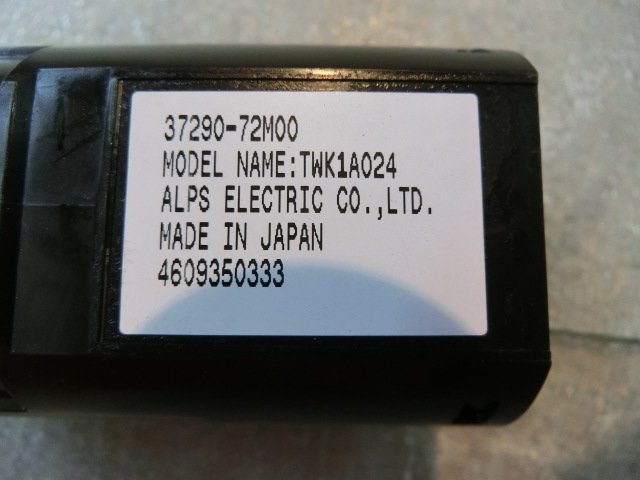 37290-72M00
MODEL NAME:TWK1A024
ALPS ELECTRIC CO.,LTD.
MADE IN JAPAN
4609350333